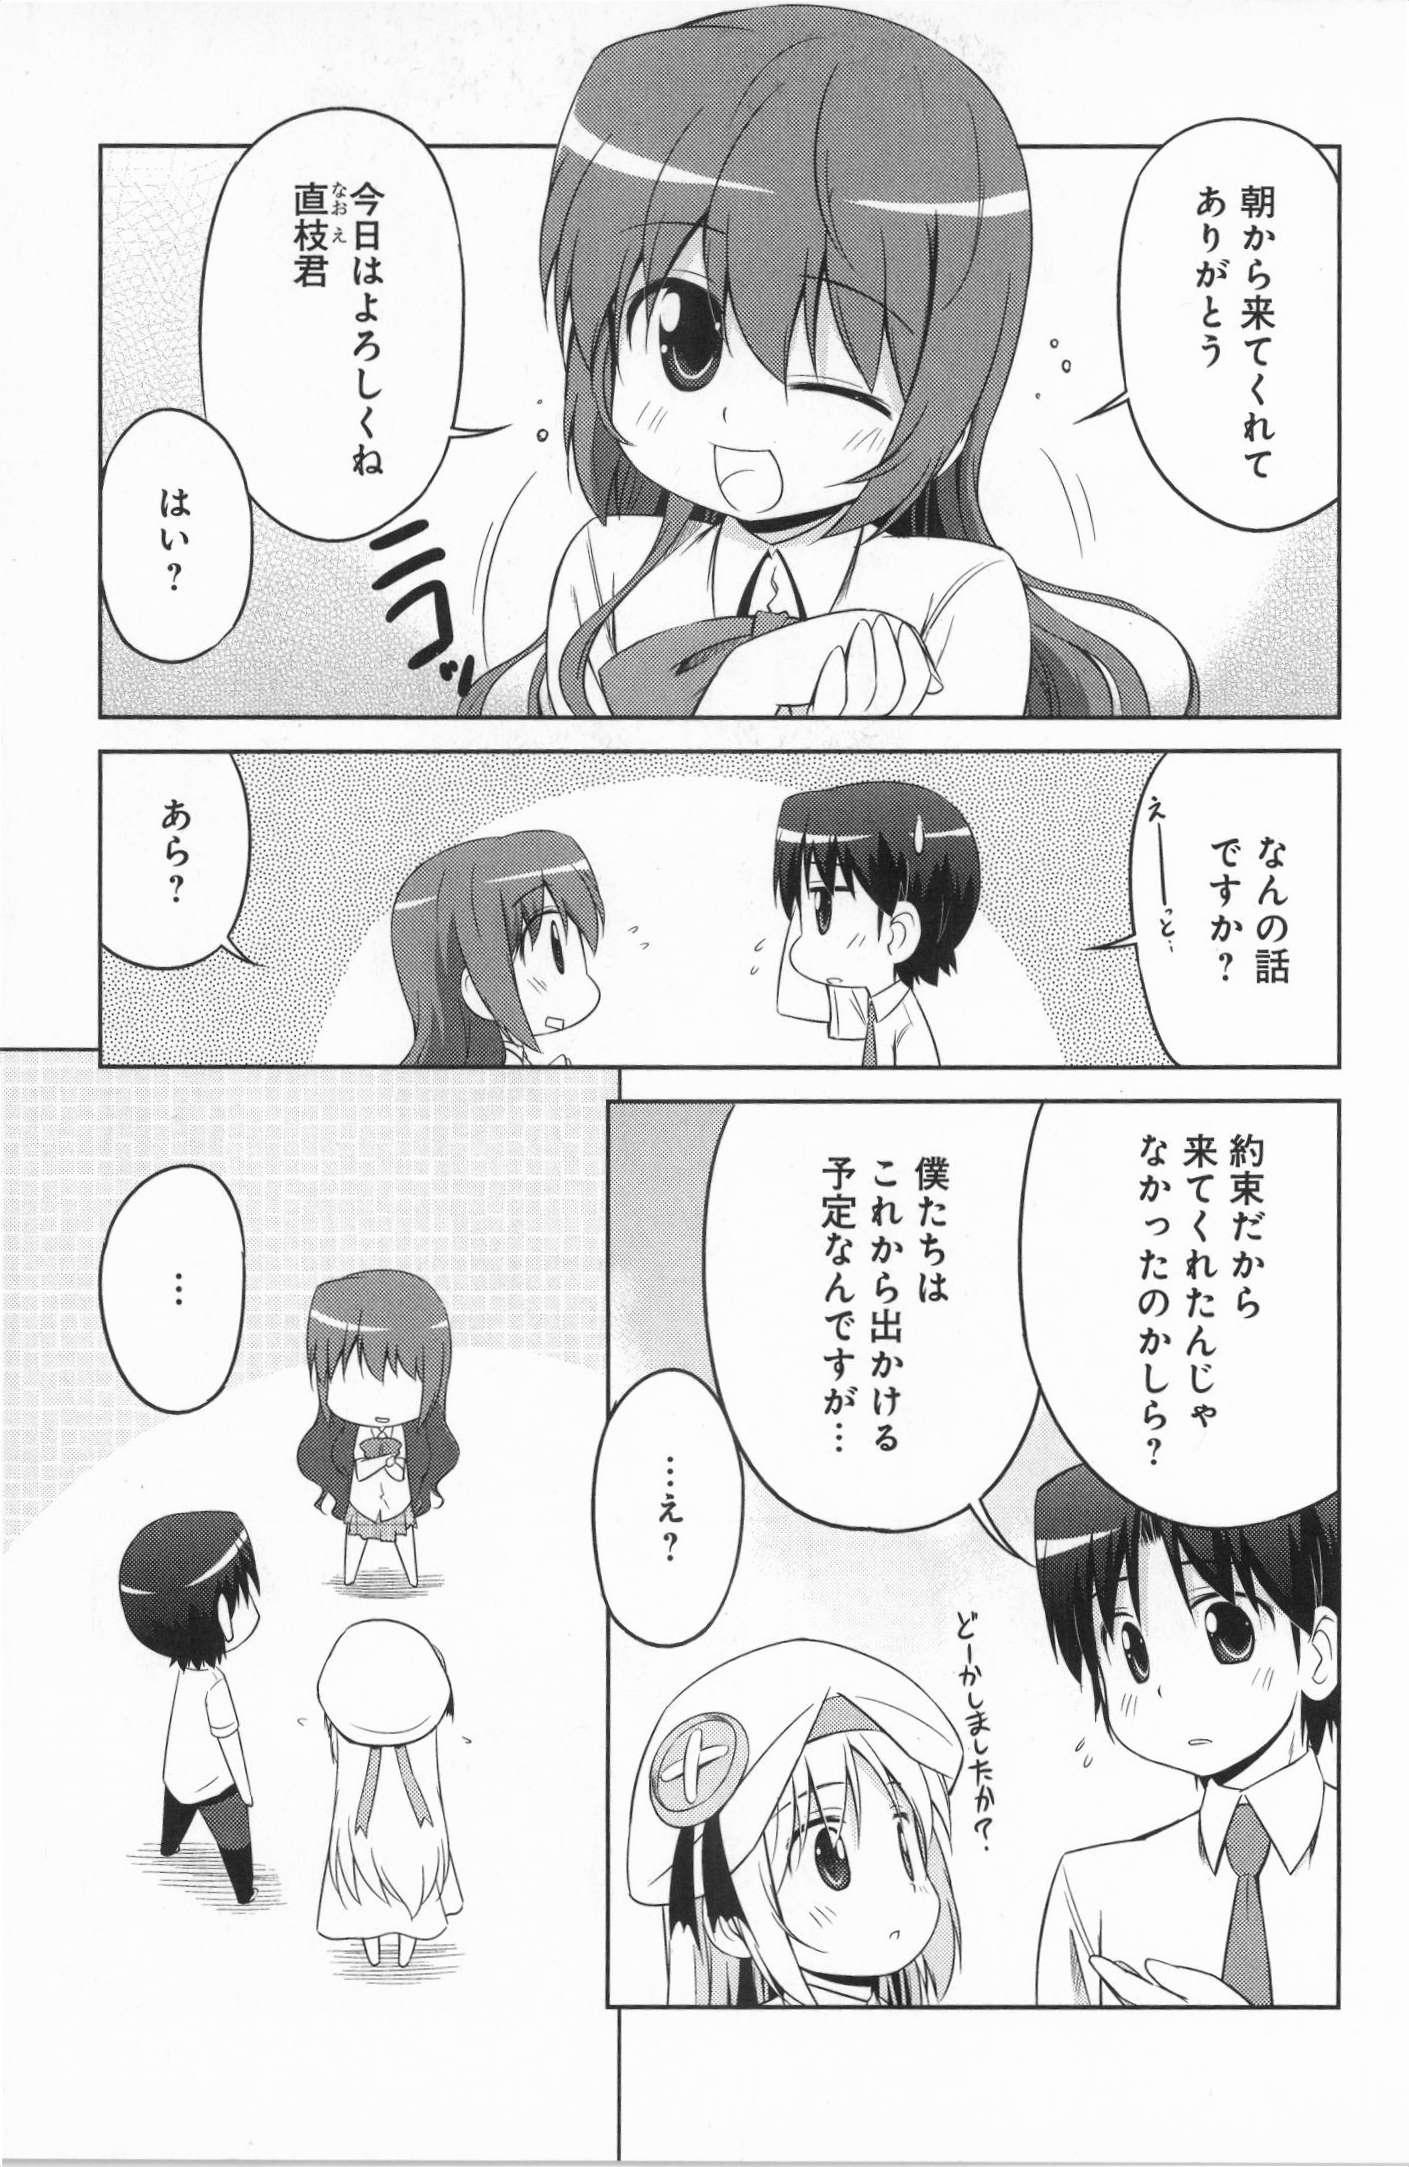 朝から来てくれて
ありがとう
今日はよろしくね
直枝君
なおえ
はい?
ニコッ
なんの話
ですか?
えーっと…
あら?
約束だから
来てくれたんじゃ
なかったのかしら?
僕たちは
これから出かける
予定なんですが…
…え?
どーかしましたか?
…